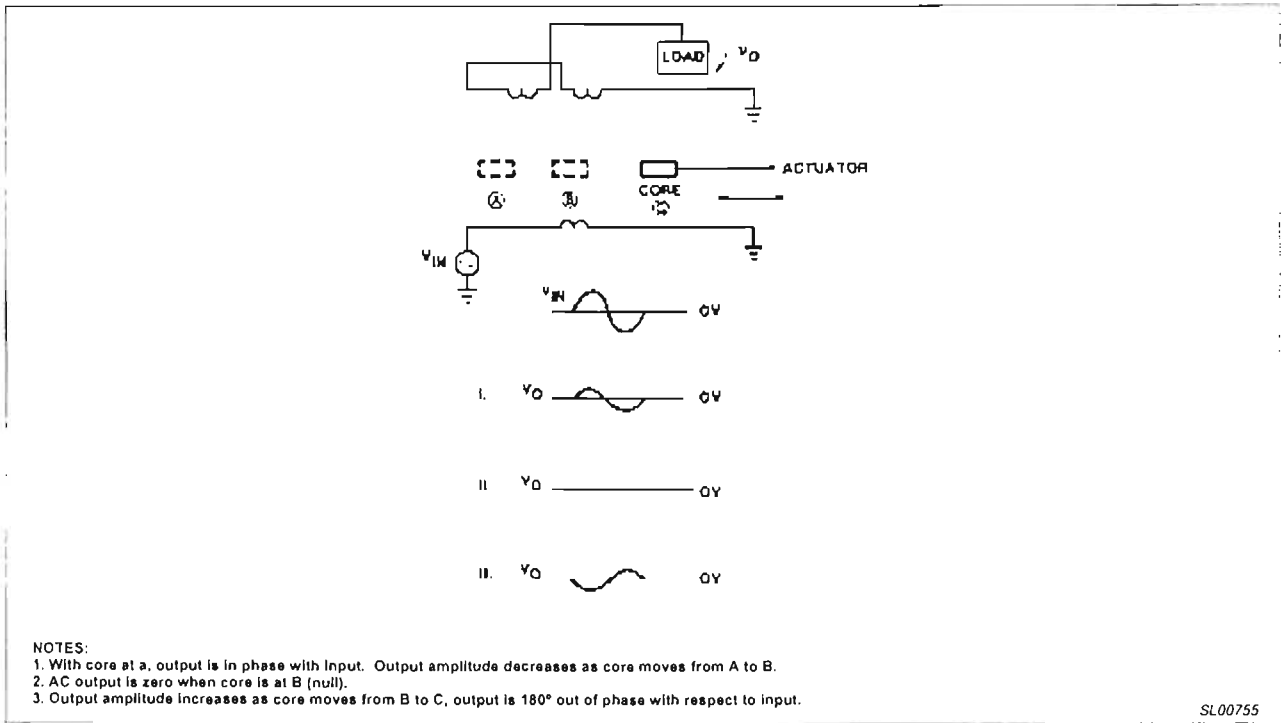 LOAD
VO
ACTUATOR
CORE
A
B
VIN
VIN
0V
I.
VO
0V
II
VO
0V
II.
VO
0V
NOTES:
1. With core at a, output is in phase with Input. Output amplitude decreases as core moves from A to B.
2. AC output is zero when core is at B (null).
3. Output amplitude increases as core moves from B to C, output is 180° out of phase with respect to input.
SL00755